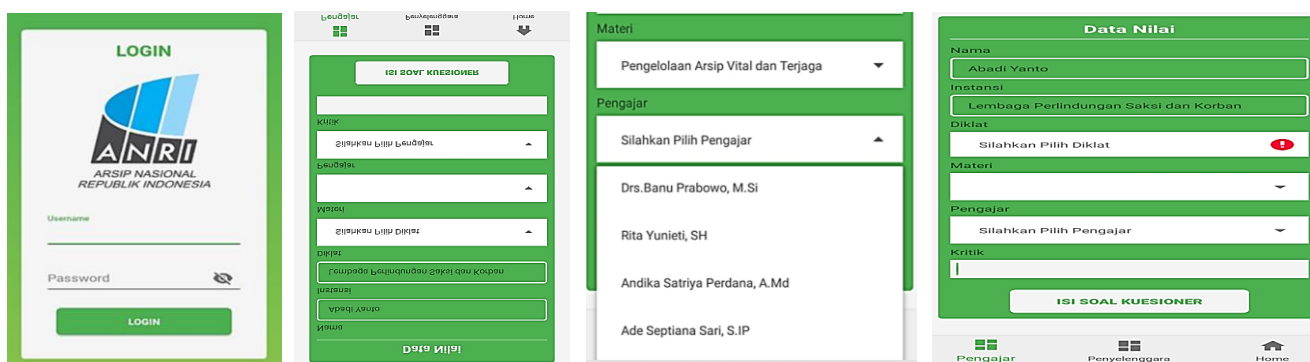 LOGIN
ANRI
ARSIP NASIONAL
REPUBLIK INDONESIA
Username
Password
LOGIN
Pengajar Penyelenggara Home
ISI SOAL KUESIONER
Kritik
Silahkan Pilih Pengajar
Pengajar
Materi
Silahkan Pilih Diklat
Diklat
Lembaga Perlindungan Saksi dan Korban
Instansi
Abadi Yanto
Nama
Data Nilai
Materi
Pengelolaan Arsip Vital dan Terjaga
Pengajar
Silahkan Pilih Pengajar
Drs.Banu Prabowo, M.Si
Rita Yunieti, SH
Andika Satriya Perdana, A.Md
Ade Septiana Sari, S.IP
Data Nilai
Nama
Abadi Yanto
Instansi
Lembaga Perlindungan Saksi dan Korban
Diklat
Silahkan Pilih Diklat
Materi
Pengajar
Silahkan Pilih Pengajar
Kritik
ISI SOAL KUESIONER
Pengajar Penyelenggara Home